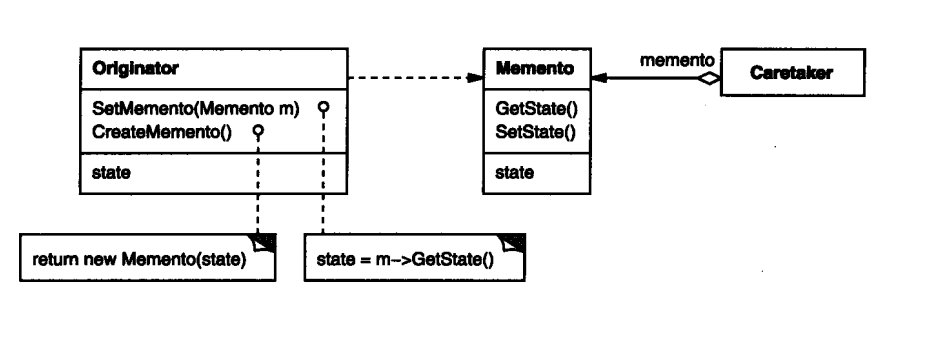 Originator
SetMemento(Memento m)
CreateMemento()
state
Memento
GetState()
SetState()
state
memento
Caretaker
return new Memento(state)
state = m->GetState()